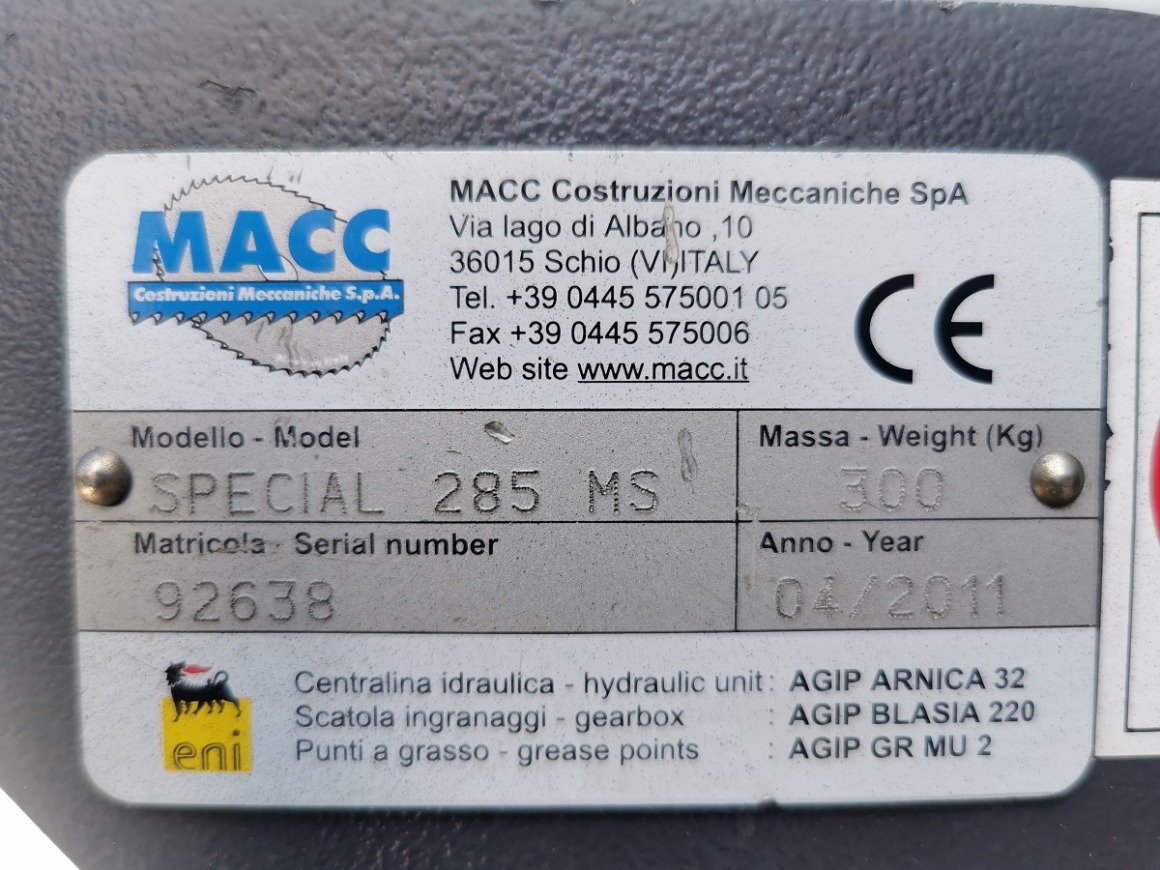 MACC
Costruzioni Meccaniche S.p.A.
MACC Costruzioni Meccaniche SpA
Via lago di Albano ,10
36015 Schio (VI)ITALY
Tel. +39 0445 575001 05
Fax +39 0445 575006
Web site www.macc.it
CE
Modello - Model
SPECIAL 285 MS
Massa - Weight (Kg)
300
Matricola - Serial number
92638
Anno - Year
04/2011
eni
Centralina idraulica - hydraulic unit : AGIP ARNICA 32
Scatola ingranaggi - gearbox : AGIP BLASIA 220
Punti a grasso - grease points : AGIP GR MU 2